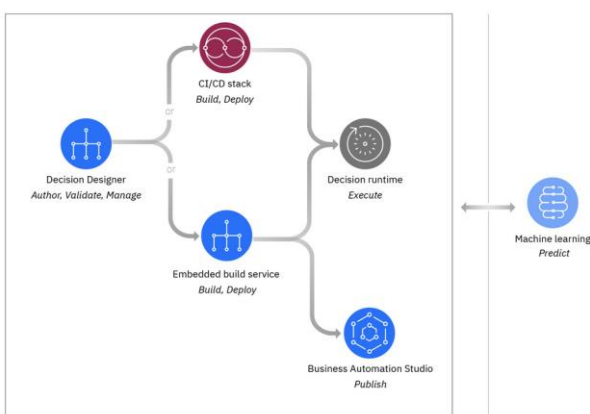 CI/CD stack
Build, Deploy
or
Decision Designer
Author, Validate, Manage
or
Decision runtime
Execute
Embedded build service
Build, Deploy
Business Automation Studio
Publish
Machine learning
Predict